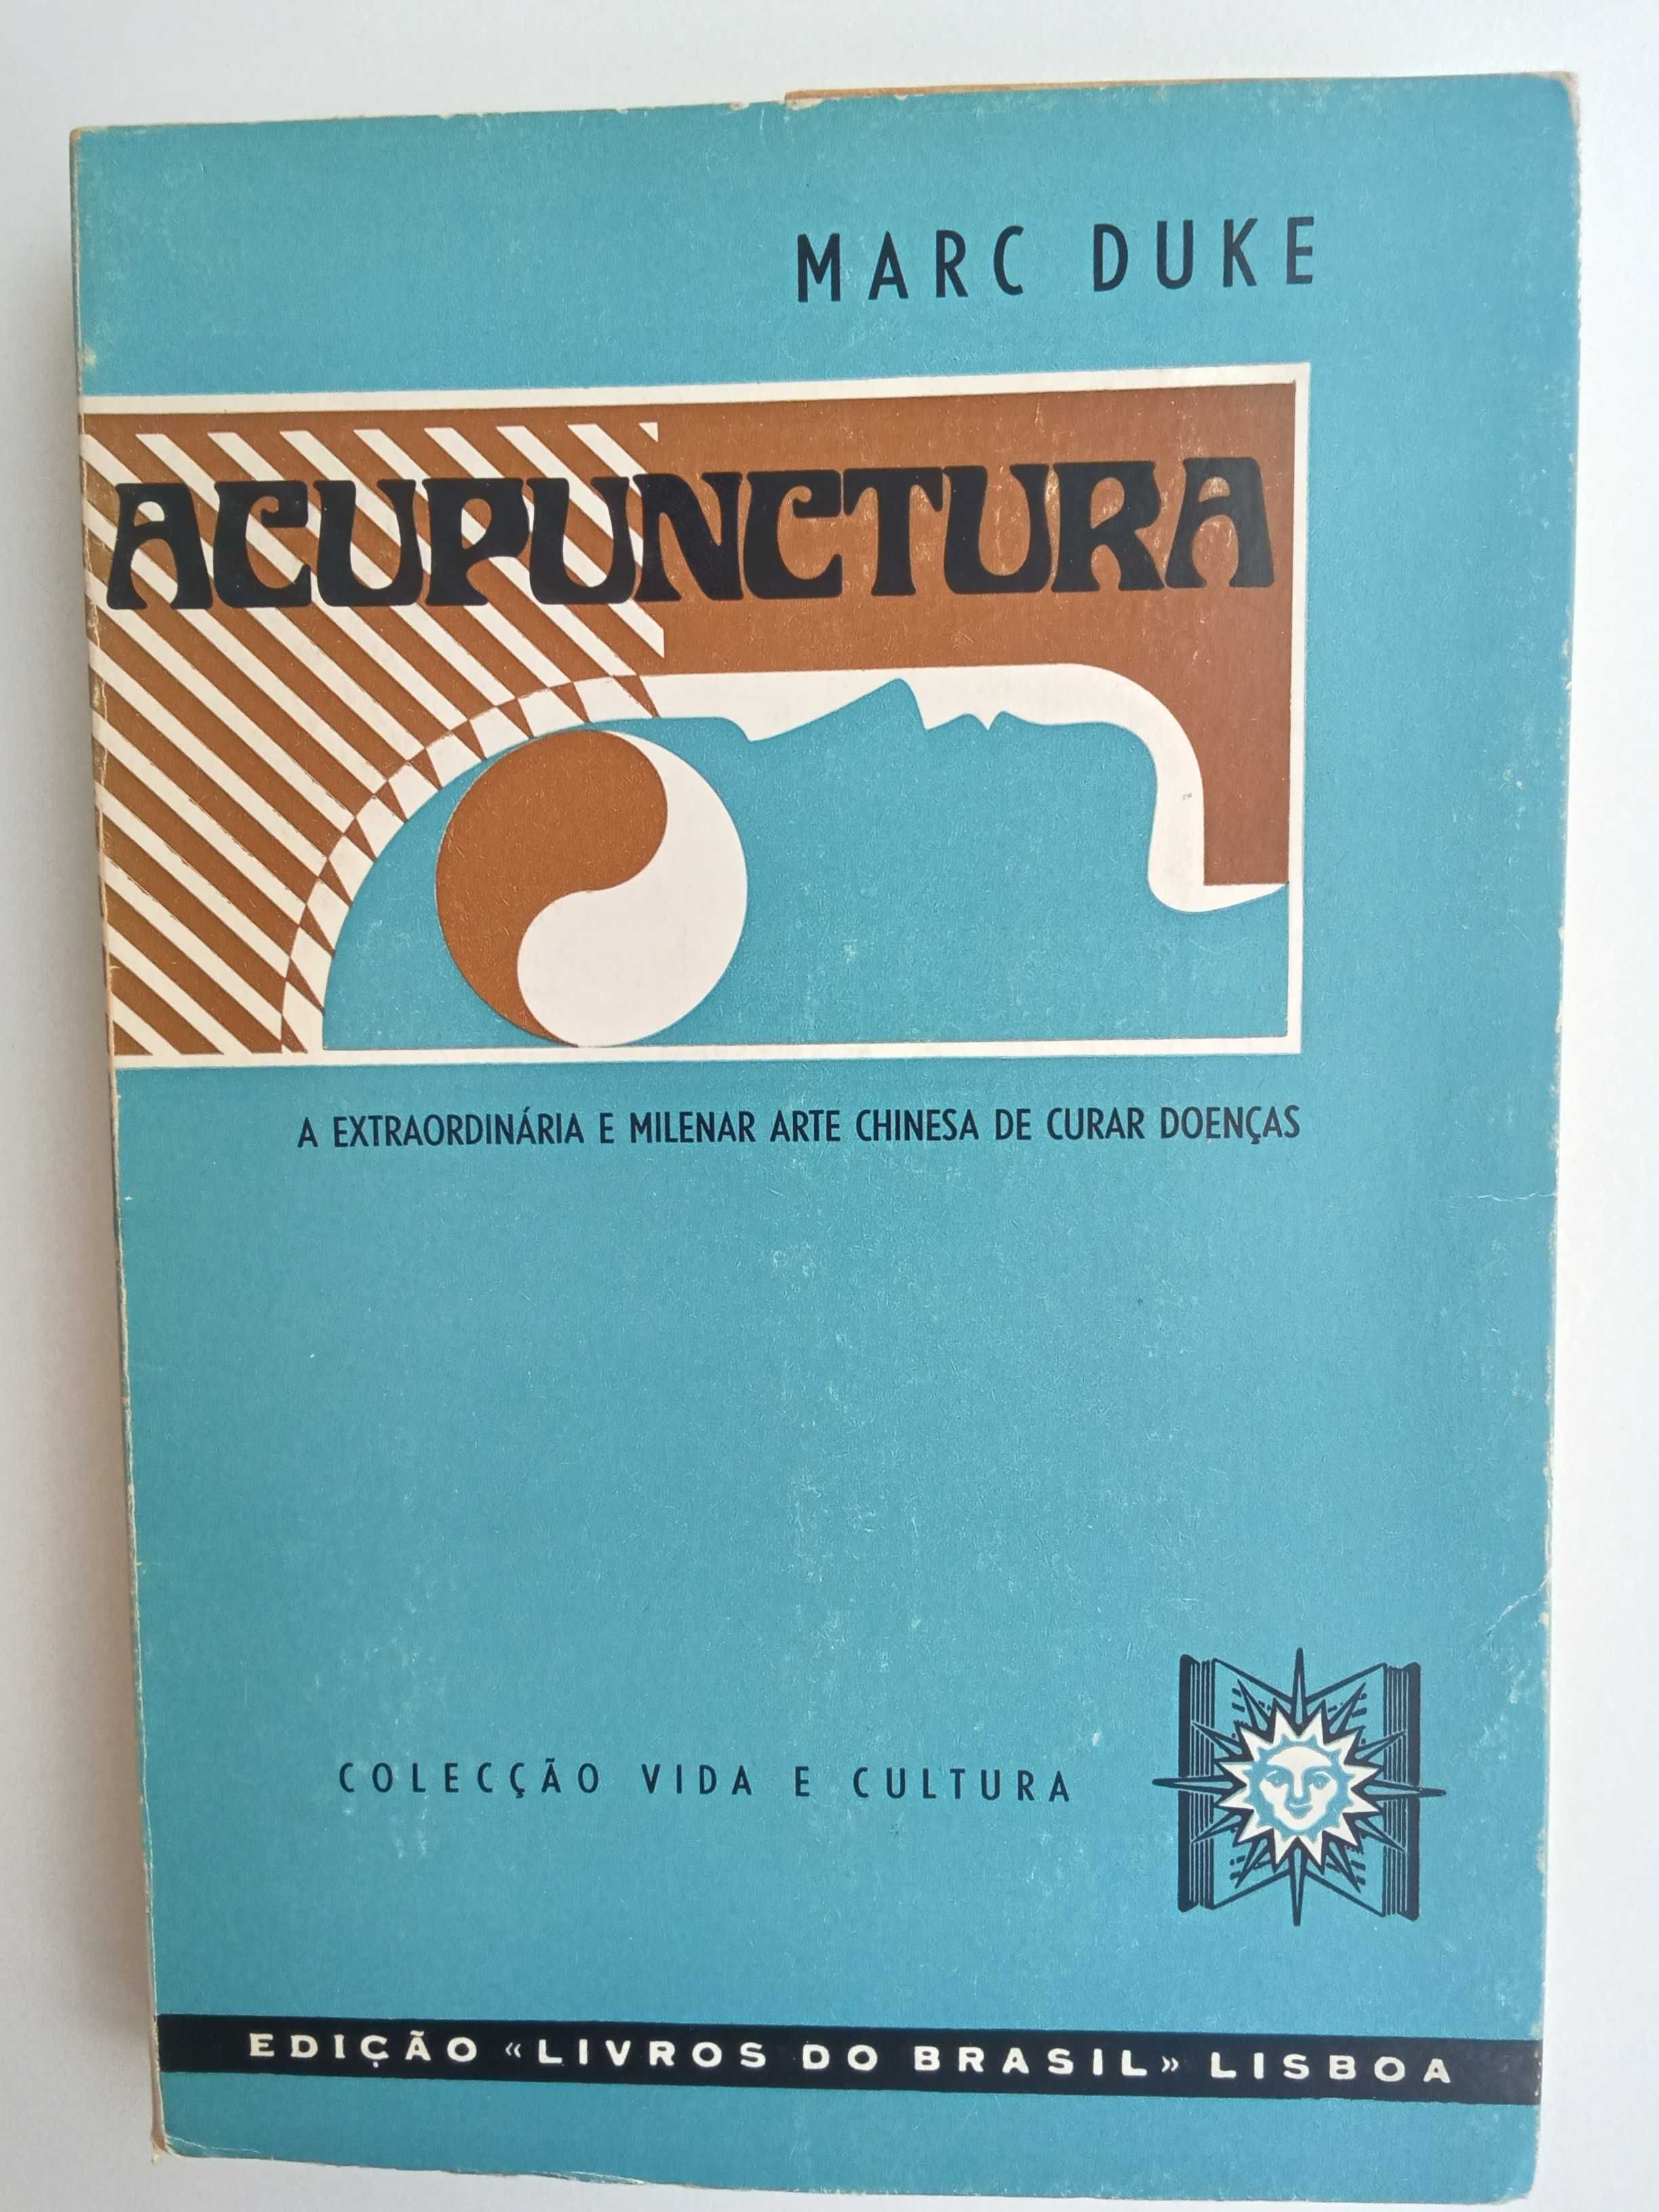 MARC DUKE
ACUPUNCTURA
A EXTRAORDINÁRIA E MILENAR ARTE CHINESA DE CURAR DOENÇAS
COLECÇÃO VIDA E CULTURA
EDIÇÃO «LIVROS DO BRASIL» LISBOA